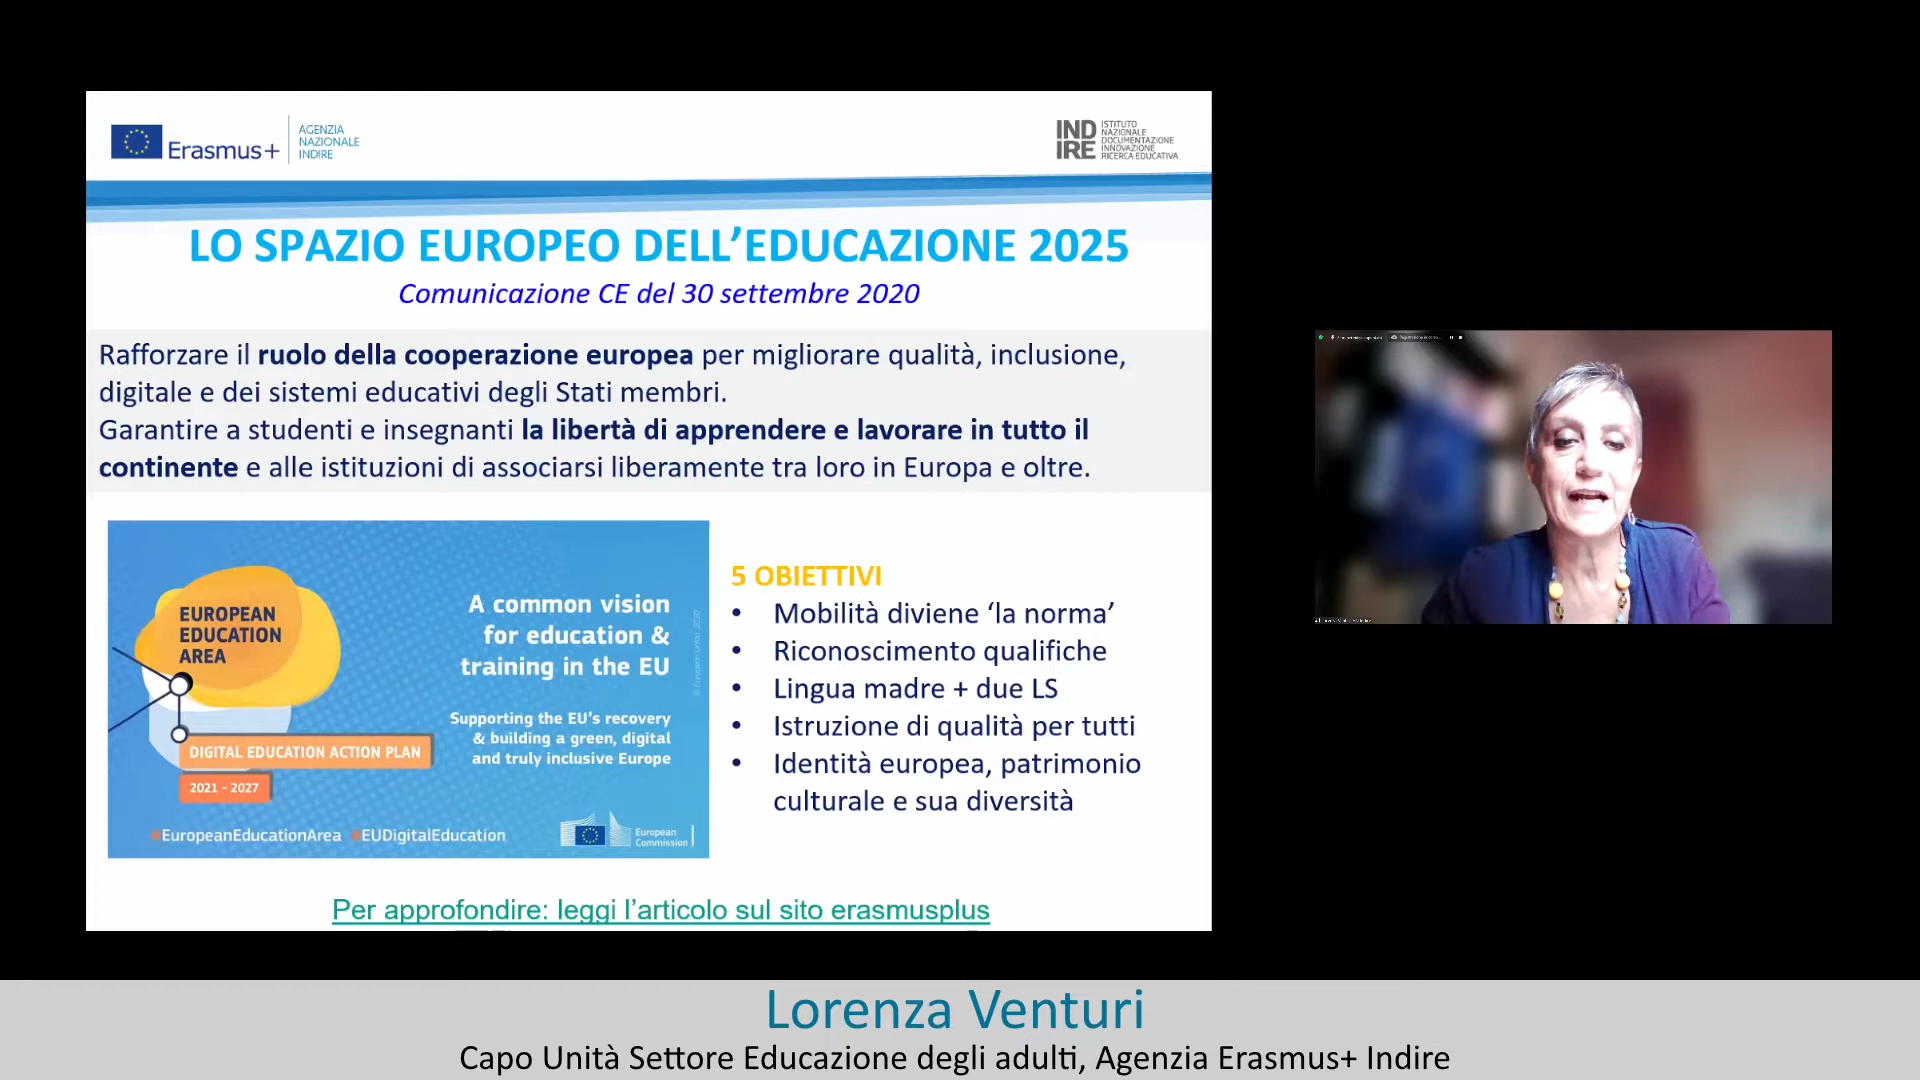 Erasmus+
AGENZIA
NAZIONALE
INDIRE
IND
IRE
ISTITUTO
NAZIONALE
DOCUMENTAZIONE
INNOVAZIONE
RICERCA EDUCATIVA
LO SPAZIO EUROPEO DELL’EDUCAZIONE 2025
Comunicazione CE del 30 settembre 2020
Rafforzare il ruolo della cooperazione europea per migliorare qualità, inclusione,
digitale e dei sistemi educativi degli Stati membri.
Garantire a studenti e insegnanti la libertà di apprendere e lavorare in tutto il
continente e alle istituzioni di associarsi liberamente tra loro in Europa e oltre.
EUROPEAN
EDUCATION
AREA
DIGITAL EDUCATION ACTION PLAN
2021 - 2027
A common vision
for education &
training in the EU
Supporting the EU's recovery
& building a green, digital
and truly inclusive Europe
© European Union, 2020
#EuropeanEducationArea #EUDigitalEducation
European
Commission
5 OBIETTIVI
• Mobilità diviene ‘la norma’
• Riconoscimento qualifiche
• Lingua madre + due LS
• Istruzione di qualità per tutti
• Identità europea, patrimonio
culturale e sua diversità
Per approfondire: leggi l’articolo sul sito erasmusplus
Lorenza Venturi
Capo Unità Settore Educazione degli adulti, Agenzia Erasmus+ Indire